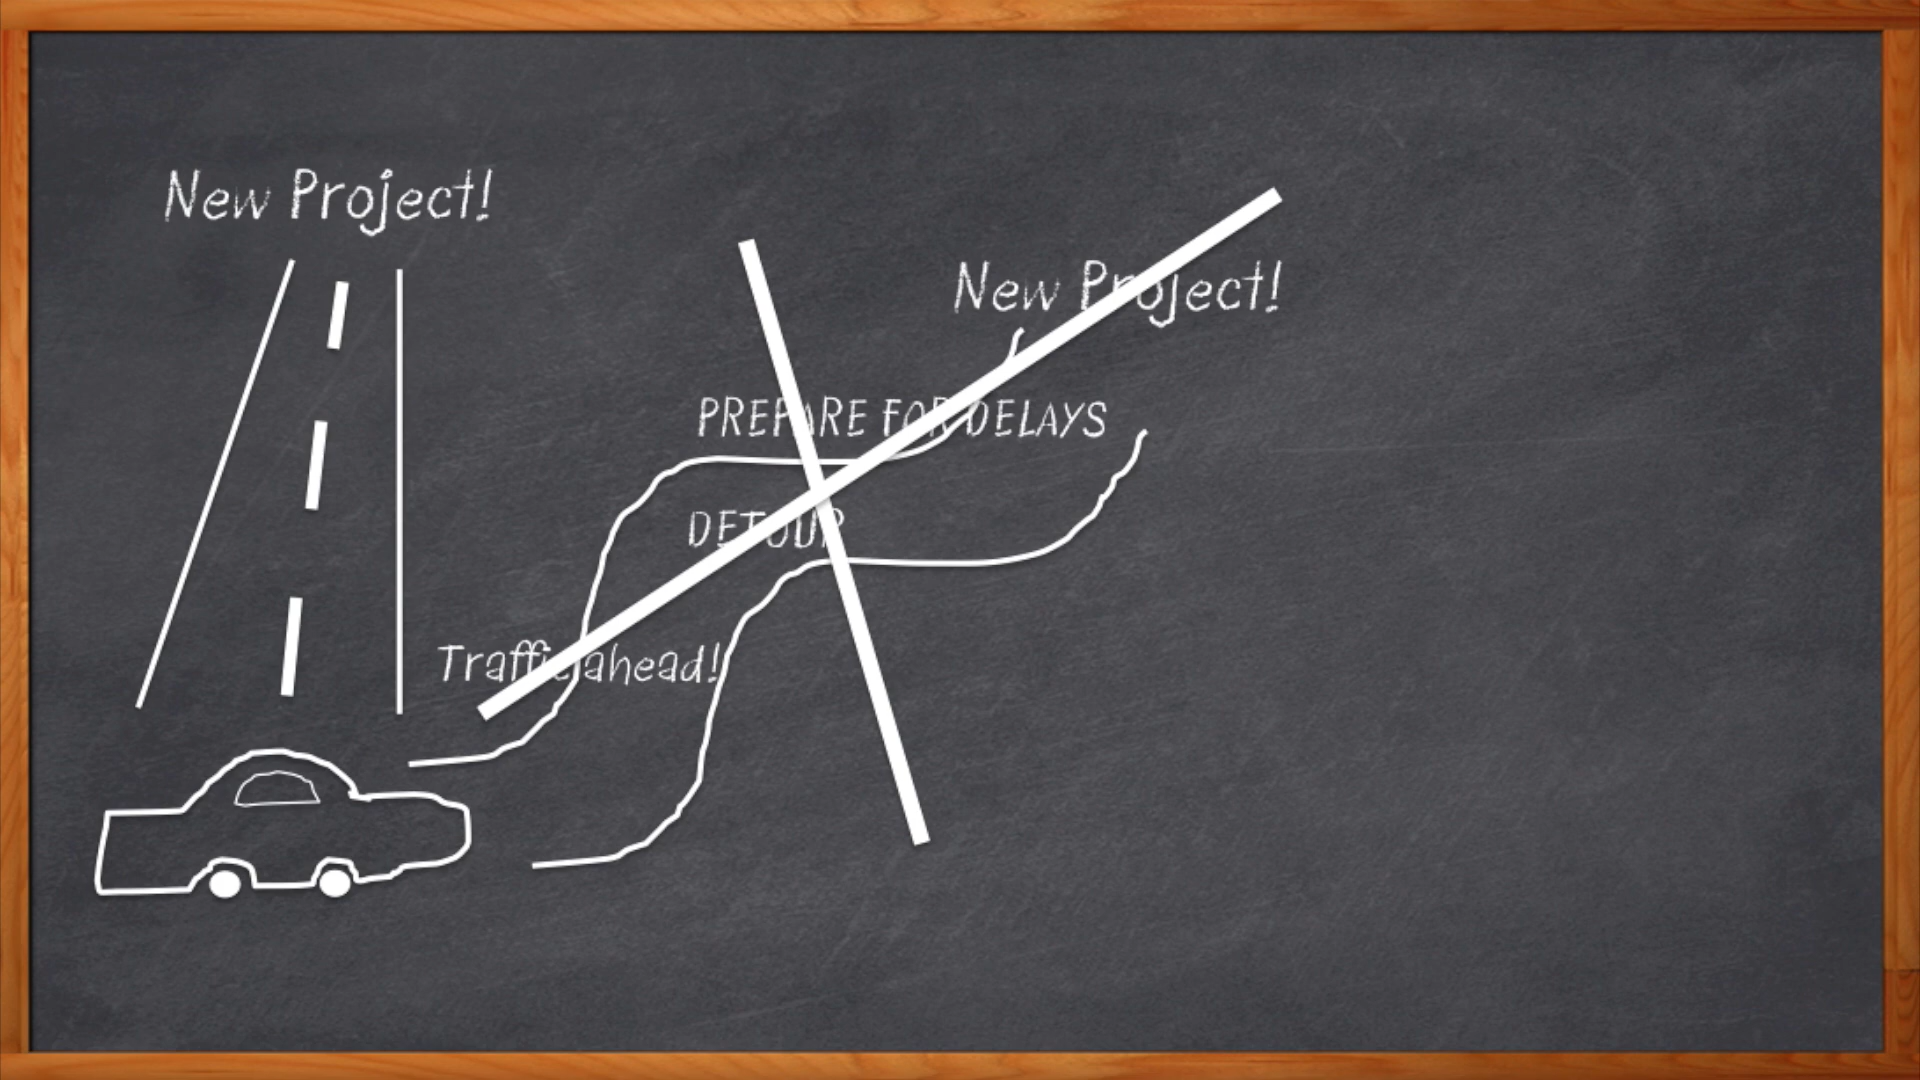 New Project!
New Project!
PREPARE FOR DELAYS
DETOUR
Traffic ahead!